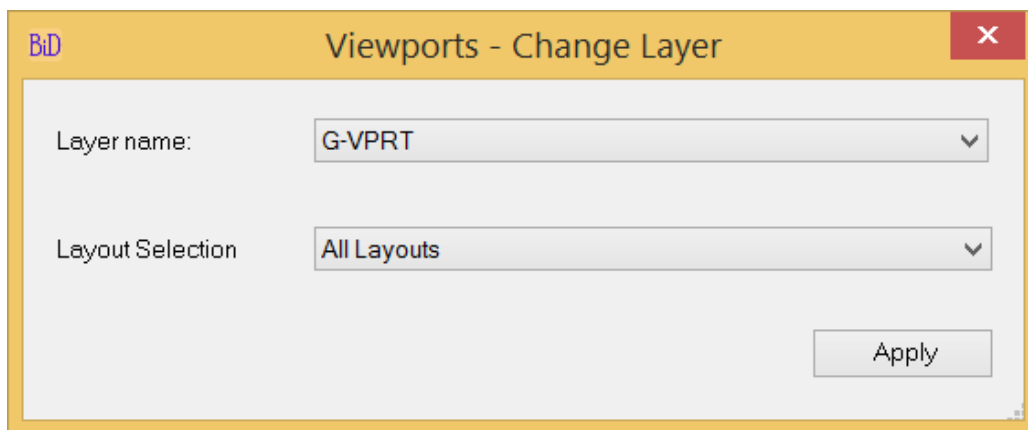 BiD Viewports - Change Layer
Layer name: G-VPRT
Layout Selection All Layouts
Apply